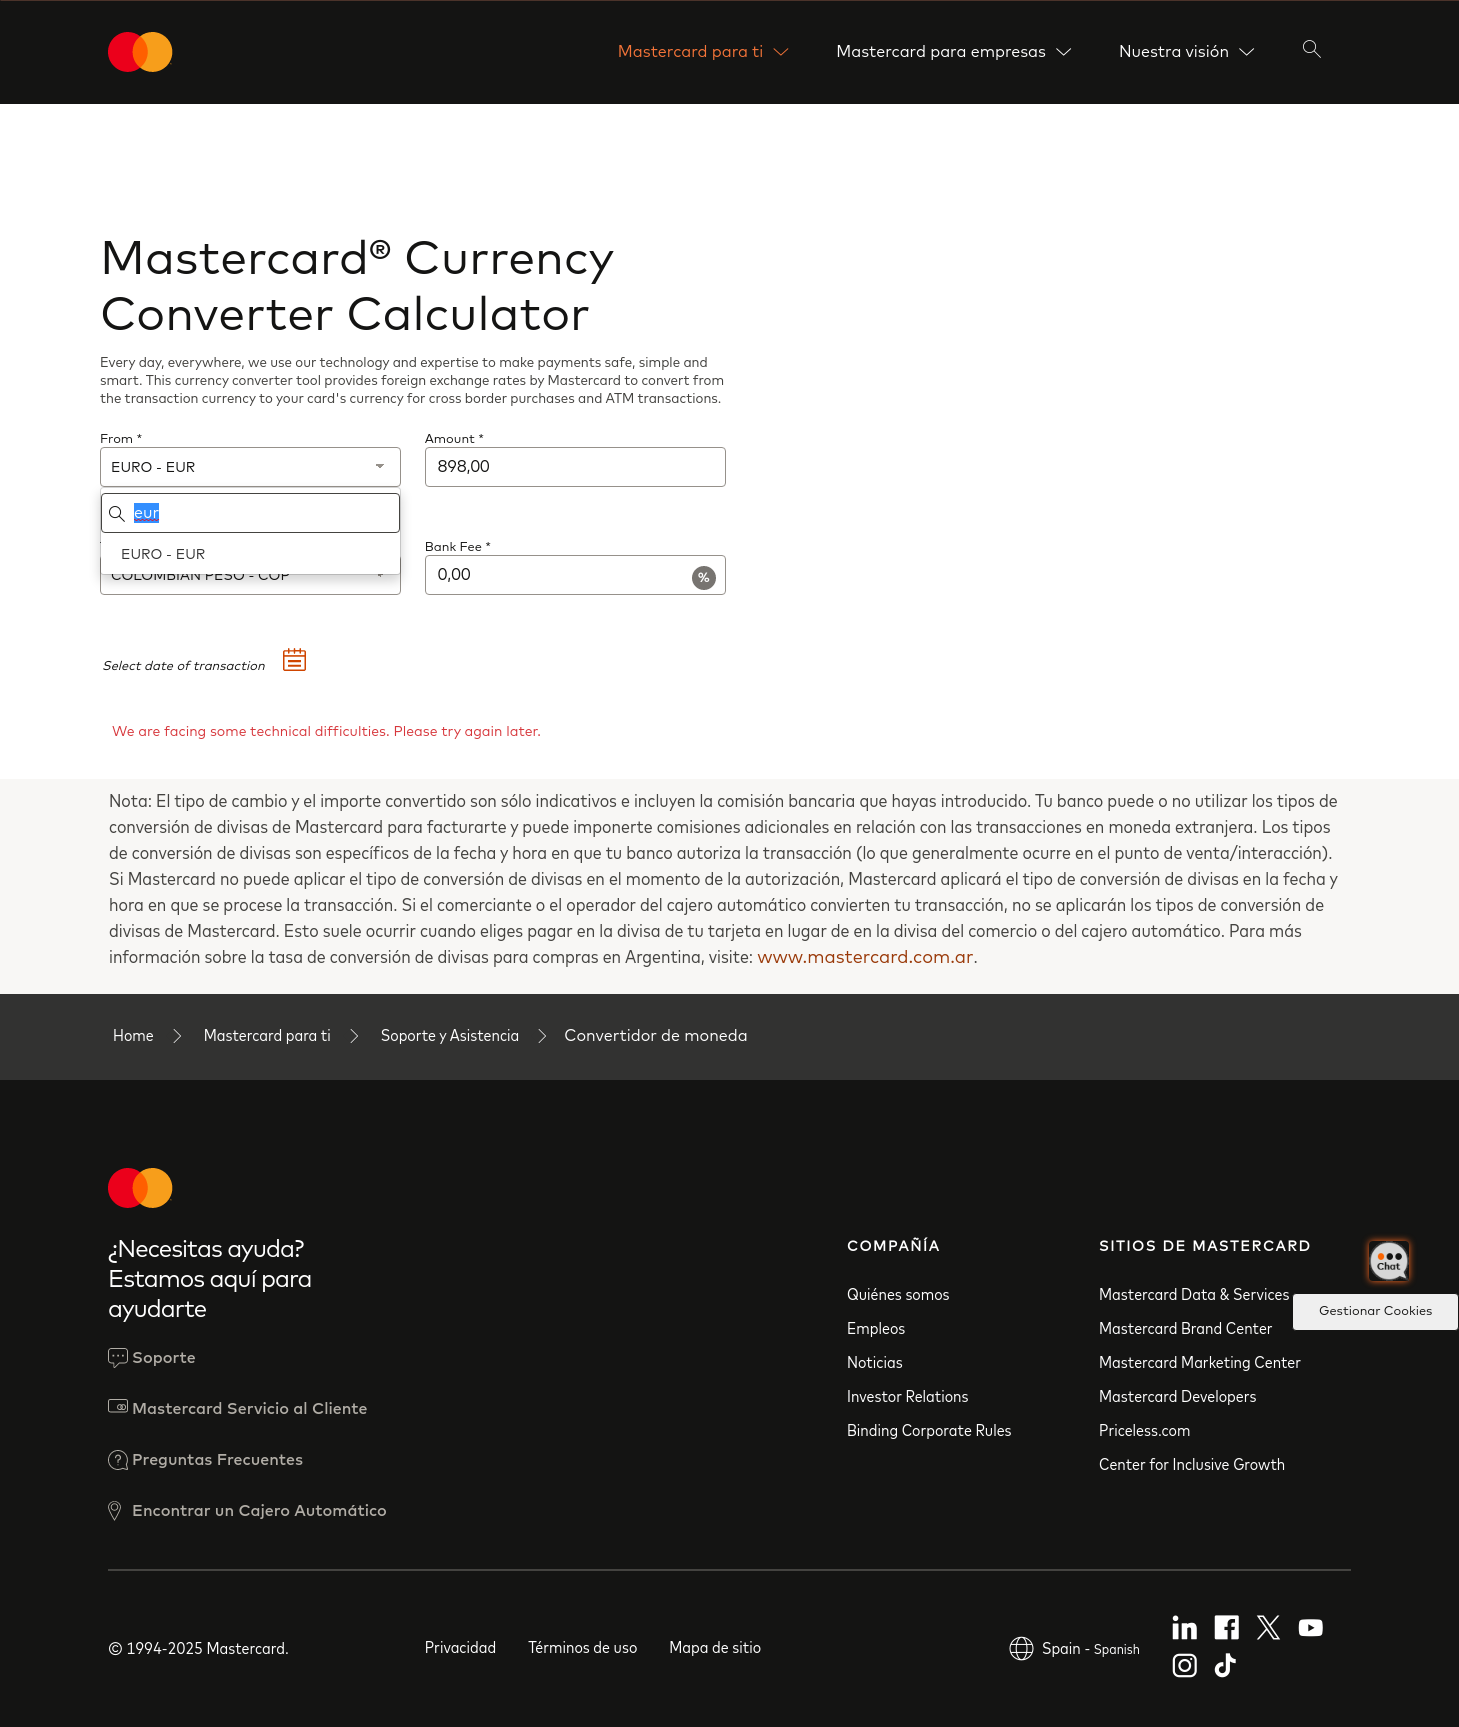 Mastercard para ti
Mastercard para empresas
Nuestra visión
Mastercard® Currency
Converter Calculator
Every day, everywhere, we use our technology and expertise to make payments safe, simple and
smart. This currency converter tool provides foreign exchange rates by Mastercard to convert from
the transaction currency to your card's currency for cross border purchases and ATM transactions.
From *
Amount *
EURO - EUR
898,00
eur
EURO - EUR
Bank Fee *
COLOMBIAN PESO - COP
0,00
%
Select date of transaction
We are facing some technical difficulties. Please try again later.
Nota: El tipo de cambio y el importe convertido son sólo indicativos e incluyen la comisión bancaria que hayas introducido. Tu banco puede o no utilizar los tipos de
conversión de divisas de Mastercard para facturarte y puede imponerte comisiones adicionales en relación con las transacciones en moneda extranjera. Los tipos
de conversión de divisas son específicos de la fecha y hora en que tu banco autoriza la transacción (lo que generalmente ocurre en el punto de venta/interacción).
Si Mastercard no puede aplicar el tipo de conversión de divisas en el momento de la autorización, Mastercard aplicará el tipo de conversión de divisas en la fecha y
hora en que se procese la transacción. Si el comerciante o el operador del cajero automático convierten tu transacción, no se aplicarán los tipos de conversión de
divisas de Mastercard. Esto suele ocurrir cuando eliges pagar en la divisa de tu tarjeta en lugar de en la divisa del comercio o del cajero automático. Para más
información sobre la tasa de conversión de divisas para compras en Argentina, visite: www.mastercard.com.ar.
Home
Mastercard para ti
Soporte y Asistencia
Convertidor de moneda
¿Necesitas ayuda?
Estamos aquí para
ayudarte
Soporte
Mastercard Servicio al Cliente
Preguntas Frecuentes
Encontrar un Cajero Automático
COMPAÑÍA
Quiénes somos
Empleos
Noticias
Investor Relations
Binding Corporate Rules
SITIOS DE MASTERCARD
Mastercard Data & Services
Mastercard Brand Center
Mastercard Marketing Center
Mastercard Developers
Priceless.com
Center for Inclusive Growth
Chat
Gestionar Cookies
© 1994-2025 Mastercard.
Privacidad
Términos de uso
Mapa de sitio
Spain - Spanish